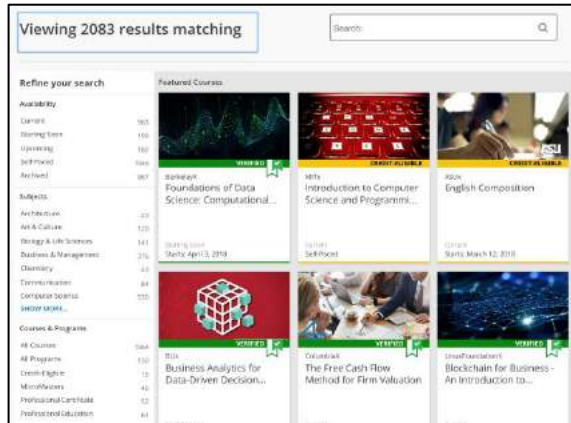 Viewing 2083 results matching
Search:
Refine your search
Featured Courses
Availability
Current
Starting Soon
Upcoming
Self-Paced
Archived
Subjects
Architecture
Art & Culture
Biology & Life Sciences
Business & Management
Chemistry
Communication
Computer Science
SHOW MORE...
Courses & Programs
All Courses
All Programs
Credit-Eligible
MicroMasters
Professional Certificate
Professional Education
VERIFIED
BerkeleyX
Foundations of Data
Science: Computational...
Starting Soon
Starts: April 3, 2018
CREDIT-ELIGIBLE
MITx
Introduction to Computer
Science and Programmi...
Current
Self-Paced
ASU
CREDIT-ELIGIBLE
ASUx
English Composition
Current
Starts: March 12, 2018
VERIFIED
BUx
Business Analytics for
Data-Driven Decision...
VERIFIED
ColumbiaX
The Free Cash Flow
Method for Firm Valuation
VERIFIED
LinuxFoundationX
Blockchain for Business -
An Introduction to...